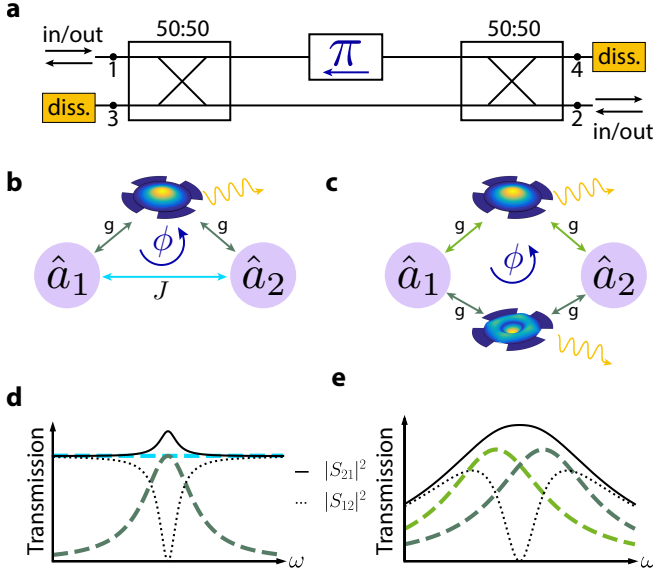 a
50:50
50:50
in/out
1
π
4
diss.
diss.
3
2
in/out
b
c
g
ϕ
g
g
ϕ
g
â₁
J
â₂
â₁
â₂
g
g
d
e
Transmission
|S₂₁|²
|S₁₂|²
ω
Transmission
ω